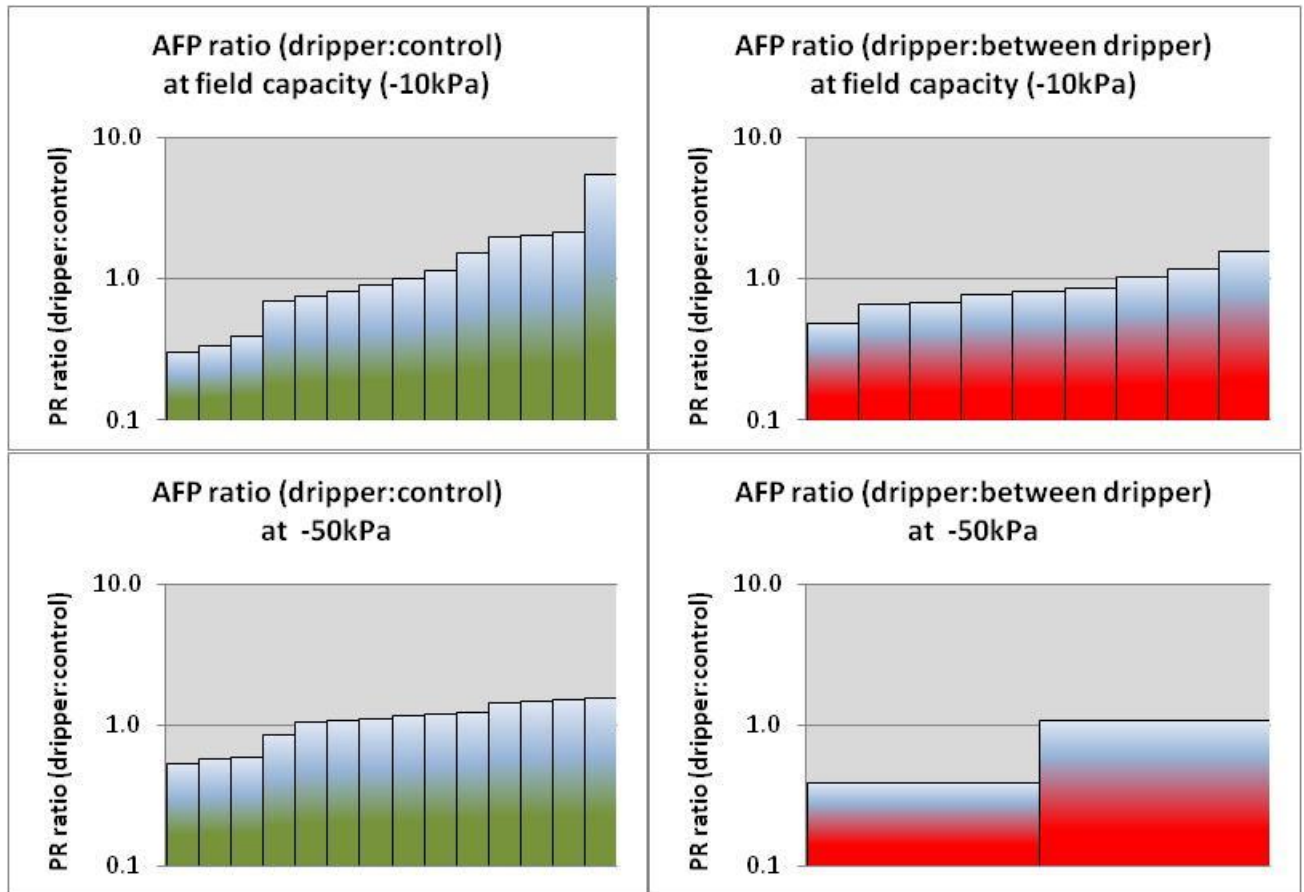 AFP ratio (dripper:control)
at field capacity (-10kPa)
PR ratio (dripper:control)
10.0
1.0
0.1
AFP ratio (dripper:between dripper)
at field capacity (-10kPa)
PR ratio (dripper:control)
10.0
1.0
0.1
AFP ratio (dripper:control)
at -50kPa
PR ratio (dripper:control)
10.0
1.0
0.1
AFP ratio (dripper:between dripper)
at -50kPa
PR ratio (dripper:control)
10.0
1.0
0.1